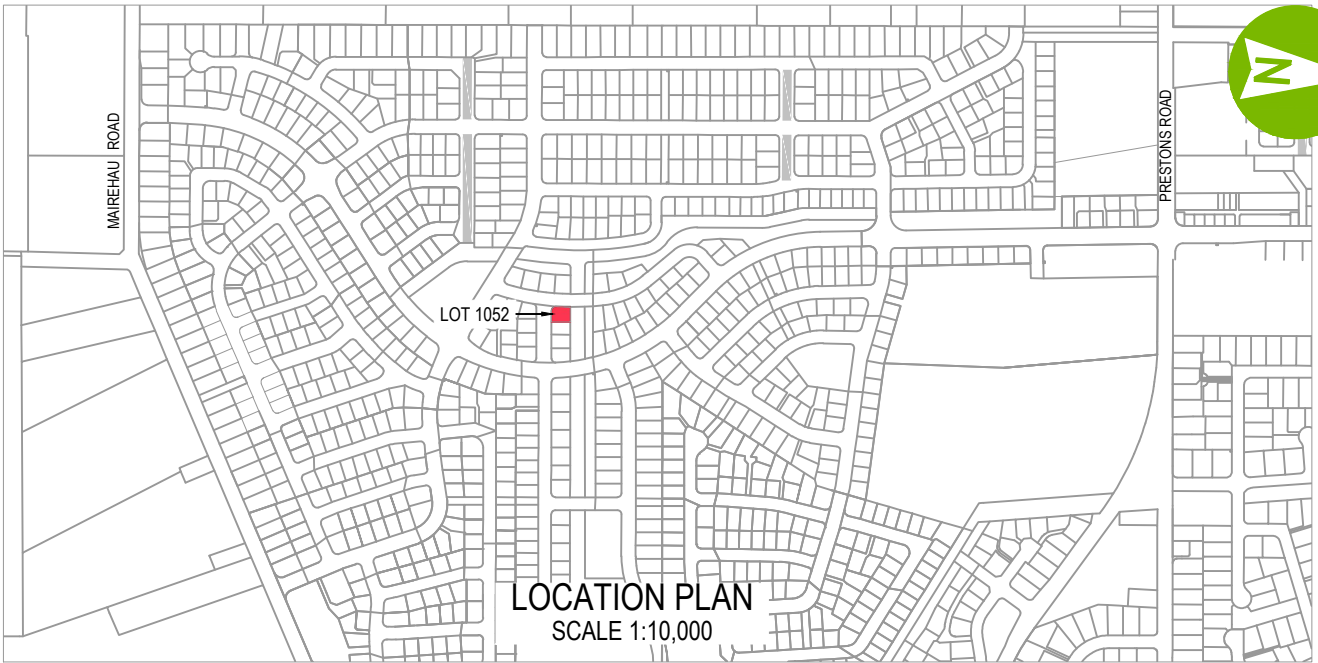 N
MAIREHAU ROAD
PRESTONS ROAD
LOT 1052
LOCATION PLAN
SCALE 1:10,000